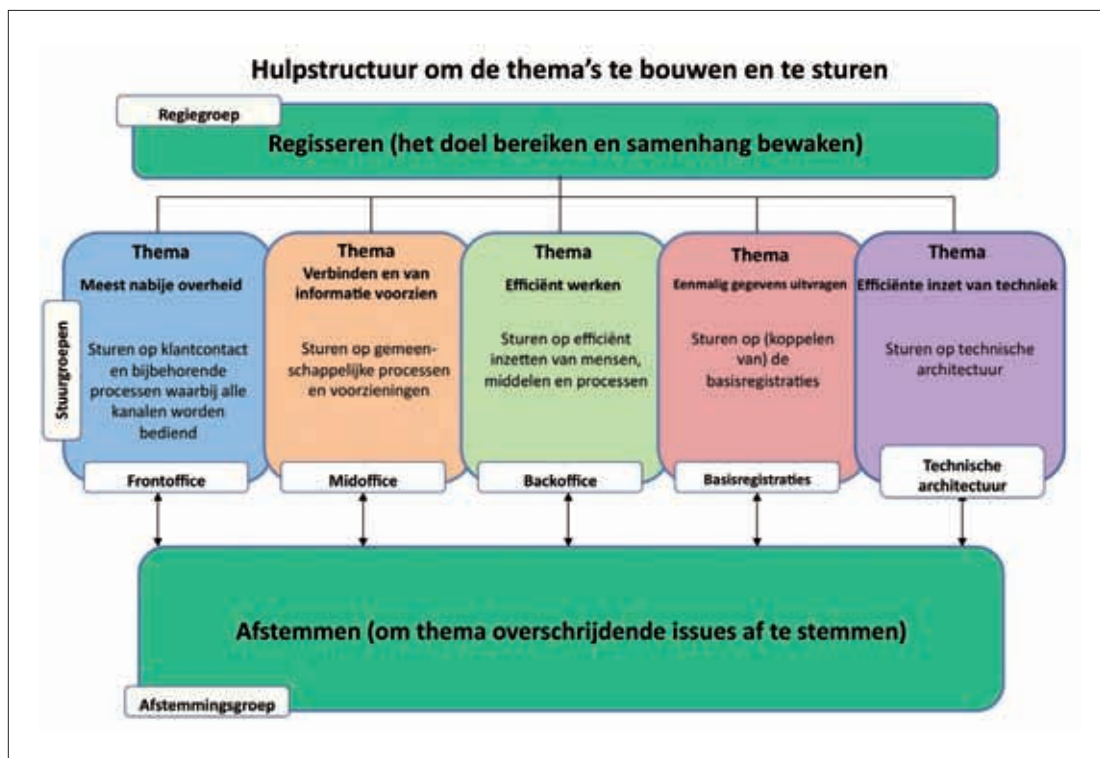 Hulpstructuur om de thema's te bouwen en te sturen
Regiegroep
Regisseren (het doel bereiken en samenhang bewaken)
Stuurgroepen
Thema
Meest nabije overheid
Sturen op klantcontact
en bijbehorende
processen waarbij alle
kanalen worden
bediend
Frontoffice
Thema
Verbinden en van
informatie voorzien
Sturen op gemeen-
schappelijke processen
en voorzieningen
Midoffice
Thema
Efficiënt werken
Sturen op efficiënt
inzetten van mensen,
middelen en processen
Backoffice
Thema
Eenmalig gegevens uitvragen
Sturen op (koppelen
van) de
basisregistraties
Basisregistraties
Thema
Efficiënte inzet van techniek
Sturen op technische
architectuur
Technische
architectuur
Afstemmen (om thema overschrijdende issues af te stemmen)
Afstemmingsgroep